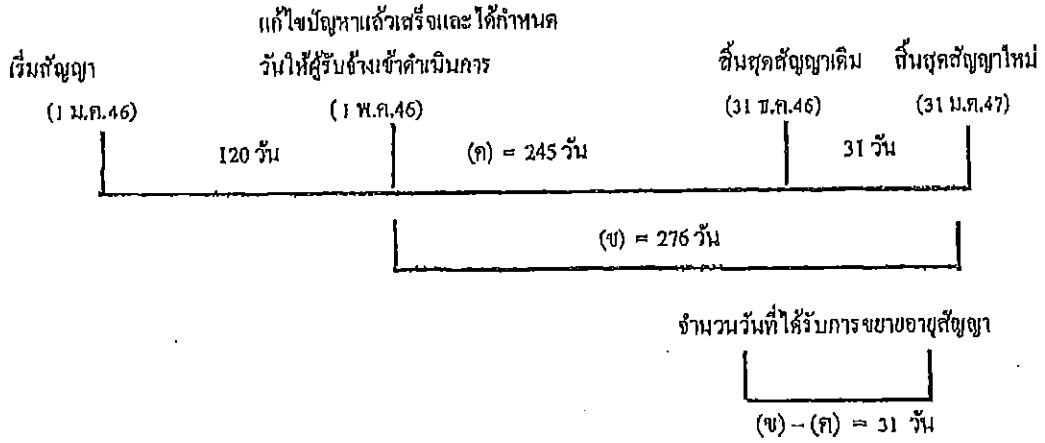 แก้ไขปัญหาแล้วเสร็จและได้กำหนด
วันให้ผู้รับจ้างเข้าดำเนินการ
เริ่มสัญญา
สิ้นสุดสัญญาเดิม
สิ้นสุดสัญญาใหม่
(1 ม.ค.46)
(1 พ.ค.46)
(31 ธ.ค.46)
(31 ม.ค.47)
120 วัน
(ค) = 245 วัน
31 วัน
(ข) = 276 วัน
จำนวนวันที่ได้รับการขยายอายุสัญญา
(ข) – (ค) = 31 วัน